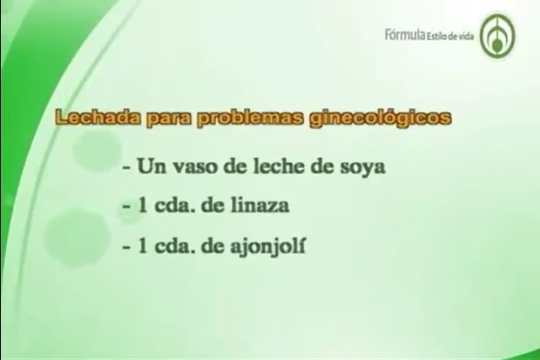 Fórmula Estilo de vida
Lechada para problemas ginecológicos
- Un vaso de leche de soya
- 1 cda. de linaza
- 1 cda. de ajonjolí